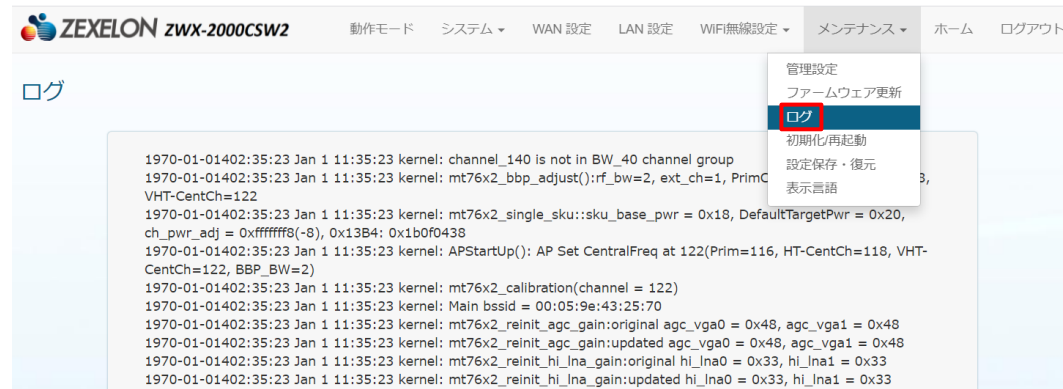 ZEXELON ZWX-2000CSW2 動作モード システム WAN 設定 LAN 設定 WiFi無線設定 メンテナンス ホーム ログアウト
管理設定
ファームウェア更新
ログ
初期化/再起動
設定保存・復元
表示言語
ログ
1970-01-01402:35:23 Jan 1 11:35:23 kernel: channel_140 is not in BW_40 channel group
1970-01-01402:35:23 Jan 1 11:35:23 kernel: mt76x2_bbp_adjust():rf_bw=2, ext_ch=1, 
VHT-CentCh=122
1970-01-01402:35:23 Jan 1 11:35:23 kernel: mt76x2_single_sku::sku_base_pwr = 0x18, DefaultTargetPwr = 0x20,
ch_pwr_adj = 0xfffffff8(-8), 0x13B4: 0x1b0f0438
1970-01-01402:35:23 Jan 1 11:35:23 kernel: APStartUp(): AP Set CentralFreq at 122(Prim=116, HT-CentCh=118, VHT-
CentCh=122, BBP_BW=2)
1970-01-01402:35:23 Jan 1 11:35:23 kernel: mt76x2_calibration(channel = 122)
1970-01-01402:35:23 Jan 1 11:35:23 kernel: Main bssid = 00:05:9e:43:25:70
1970-01-01402:35:23 Jan 1 11:35:23 kernel: mt76x2_reinit_agc_gain:original agc_vga0 = 0x48, agc_vga1 = 0x48
1970-01-01402:35:23 Jan 1 11:35:23 kernel: mt76x2_reinit_agc_gain:updated agc_vga0 = 0x48, agc_vga1 = 0x48
1970-01-01402:35:23 Jan 1 11:35:23 kernel: mt76x2_reinit_hi_lna_gain:original hi_lna0 = 0x33, hi_lna1 = 0x33
1970-01-01402:35:23 Jan 1 11:35:23 kernel: mt76x2_reinit_hi_lna_gain:updated hi_lna0 = 0x33, hi_lna1 = 0x33